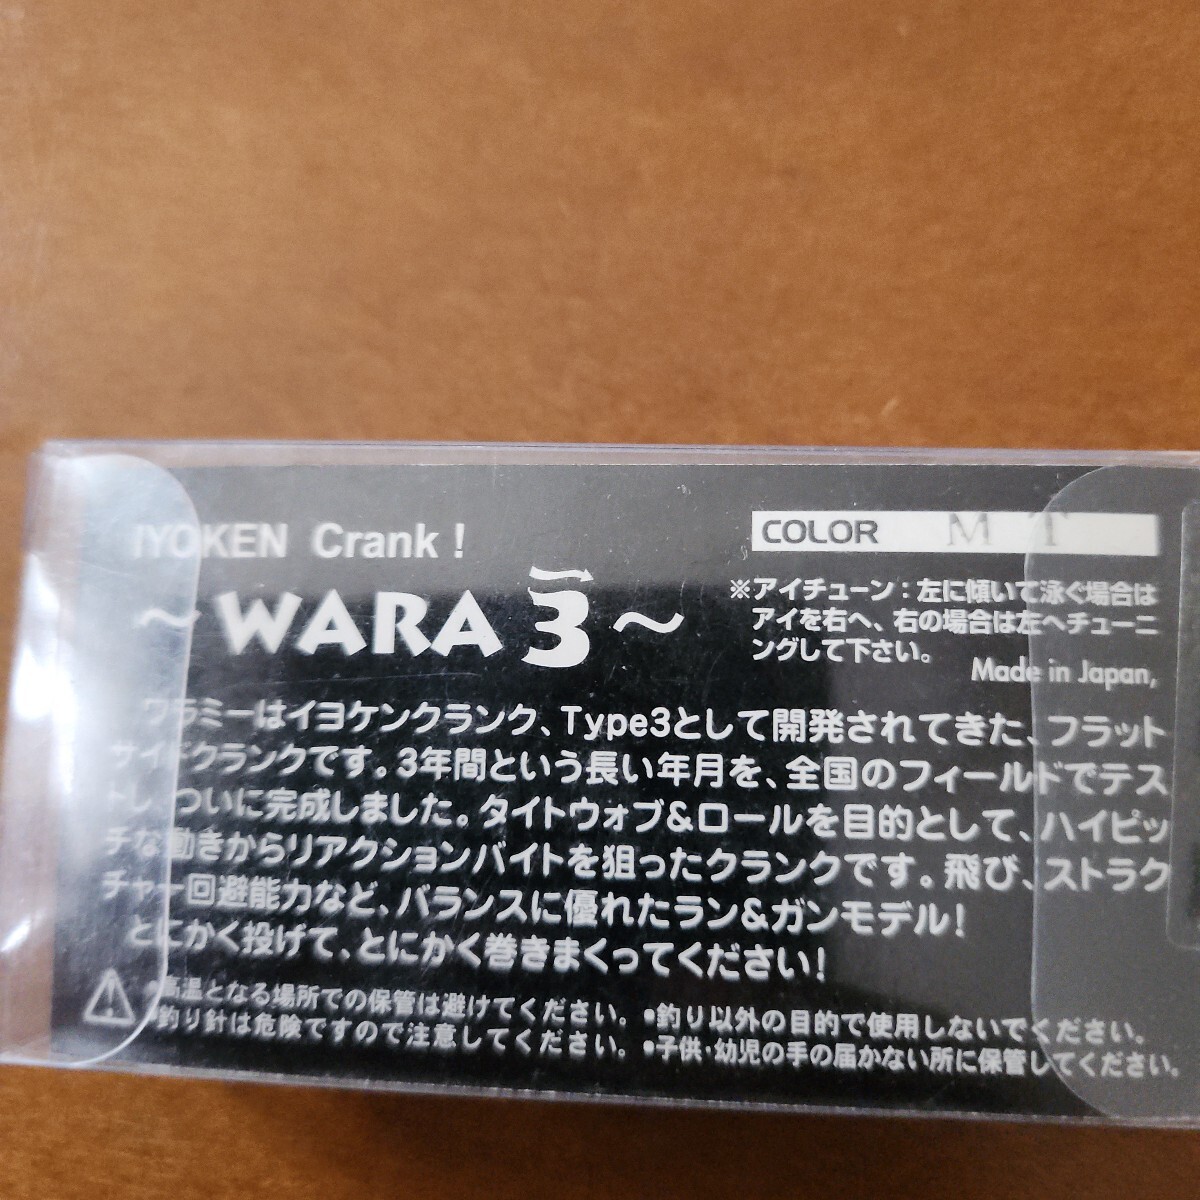 IYOKEN Crank !
～WARA 3～
COLOR M T
※アイチューン：左に傾いて泳ぐ場合は
アイを右へ、右の場合は左へチューニ
ングして下さい。
Made in Japan,
ワラミーはイヨケンクランク、Type3として開発されてきた、フラット
サイドクランクです。3年間という長い年月を、全国のフィールドでテス
トし、ついに完成しました。タイトウォブ&ロールを目的として、ハイピッ
チな動きからリアクションバイトを狙ったクランクです。飛び、ストラク
チャー回避能力など、バランスに優れたラン&ガンモデル!
とにかく投げて、とにかく巻きまくってください!
•高温となる場所での保管は避けてください。•釣り以外の目的で使用しないでください。
•釣り針は危険ですので注意してください。•子供・幼児の手の届かない所に保管してください。